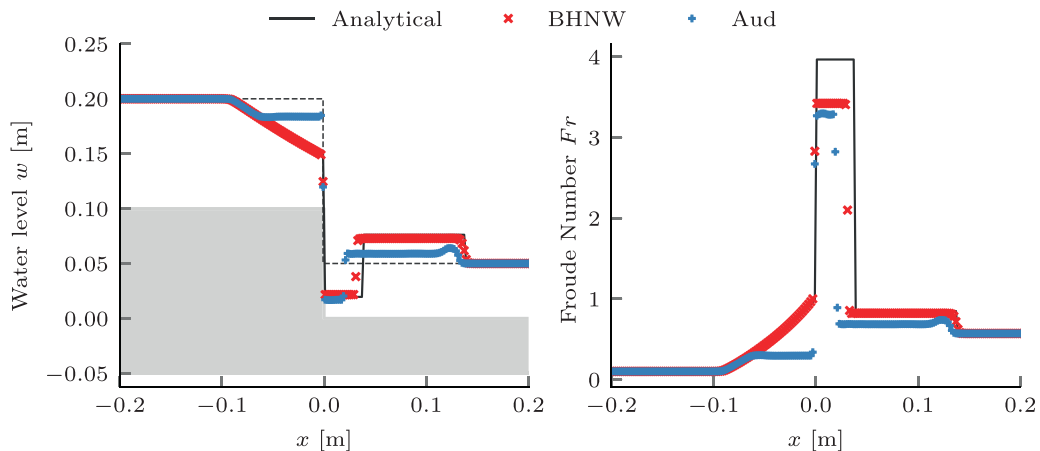 Analytical BHNW Aud
Water level w [m]
0.25
0.20
0.15
0.10
0.05
0.00
−0.05
−0.2 −0.1 0.0 0.1 0.2
x [m]
Froude Number Fr
4
3
2
1
0
−0.2 −0.1 0.0 0.1 0.2
x [m]